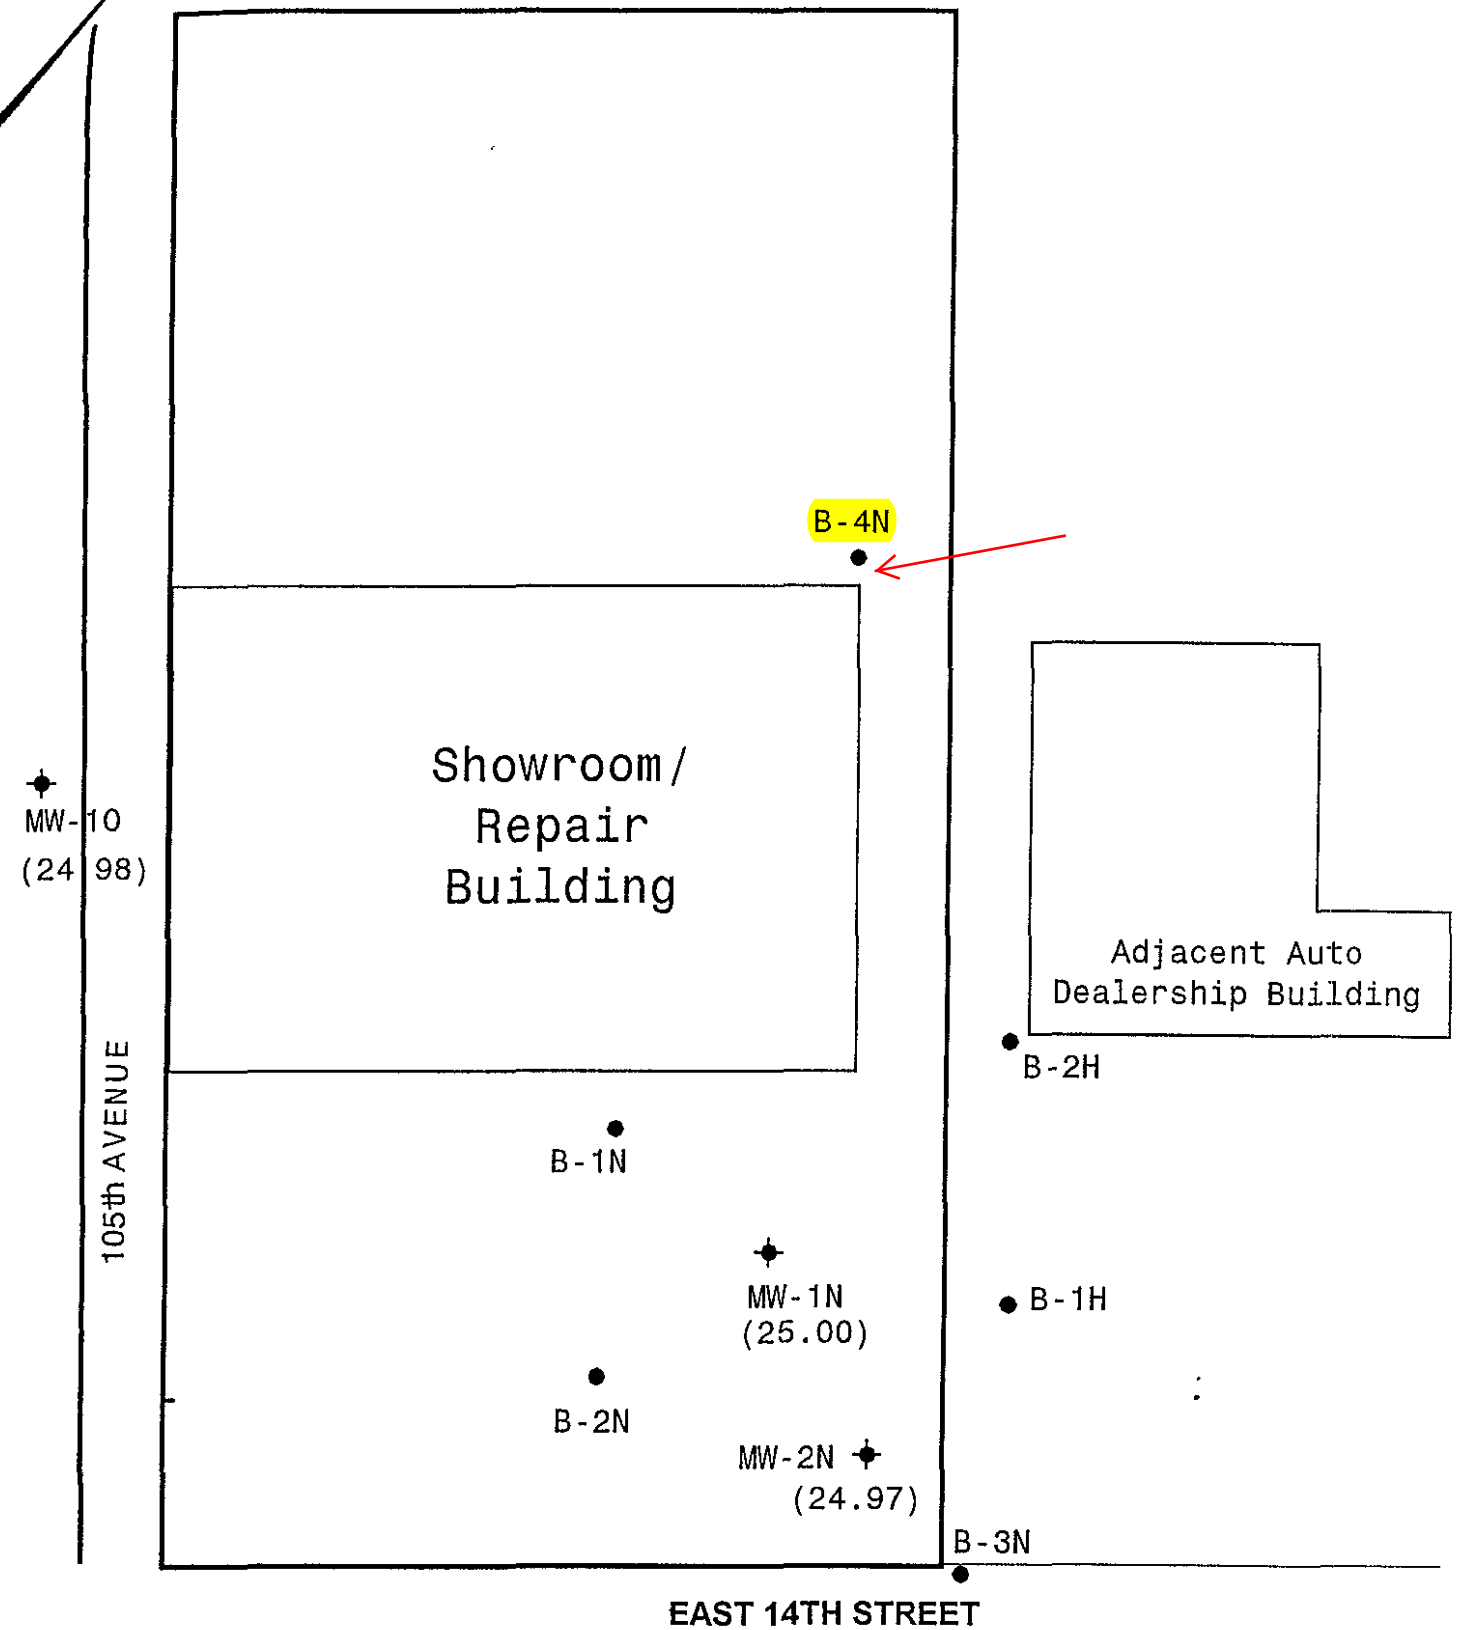 B-4N
Showroom/
Repair
Building
MW-10
(24 98)
Adjacent Auto
Dealership Building
B-2H
105th AVENUE
B-1N
MW-1N
(25.00)
B-1H
B-2N
MW-2N
(24.97)
B-3N
EAST 14TH STREET